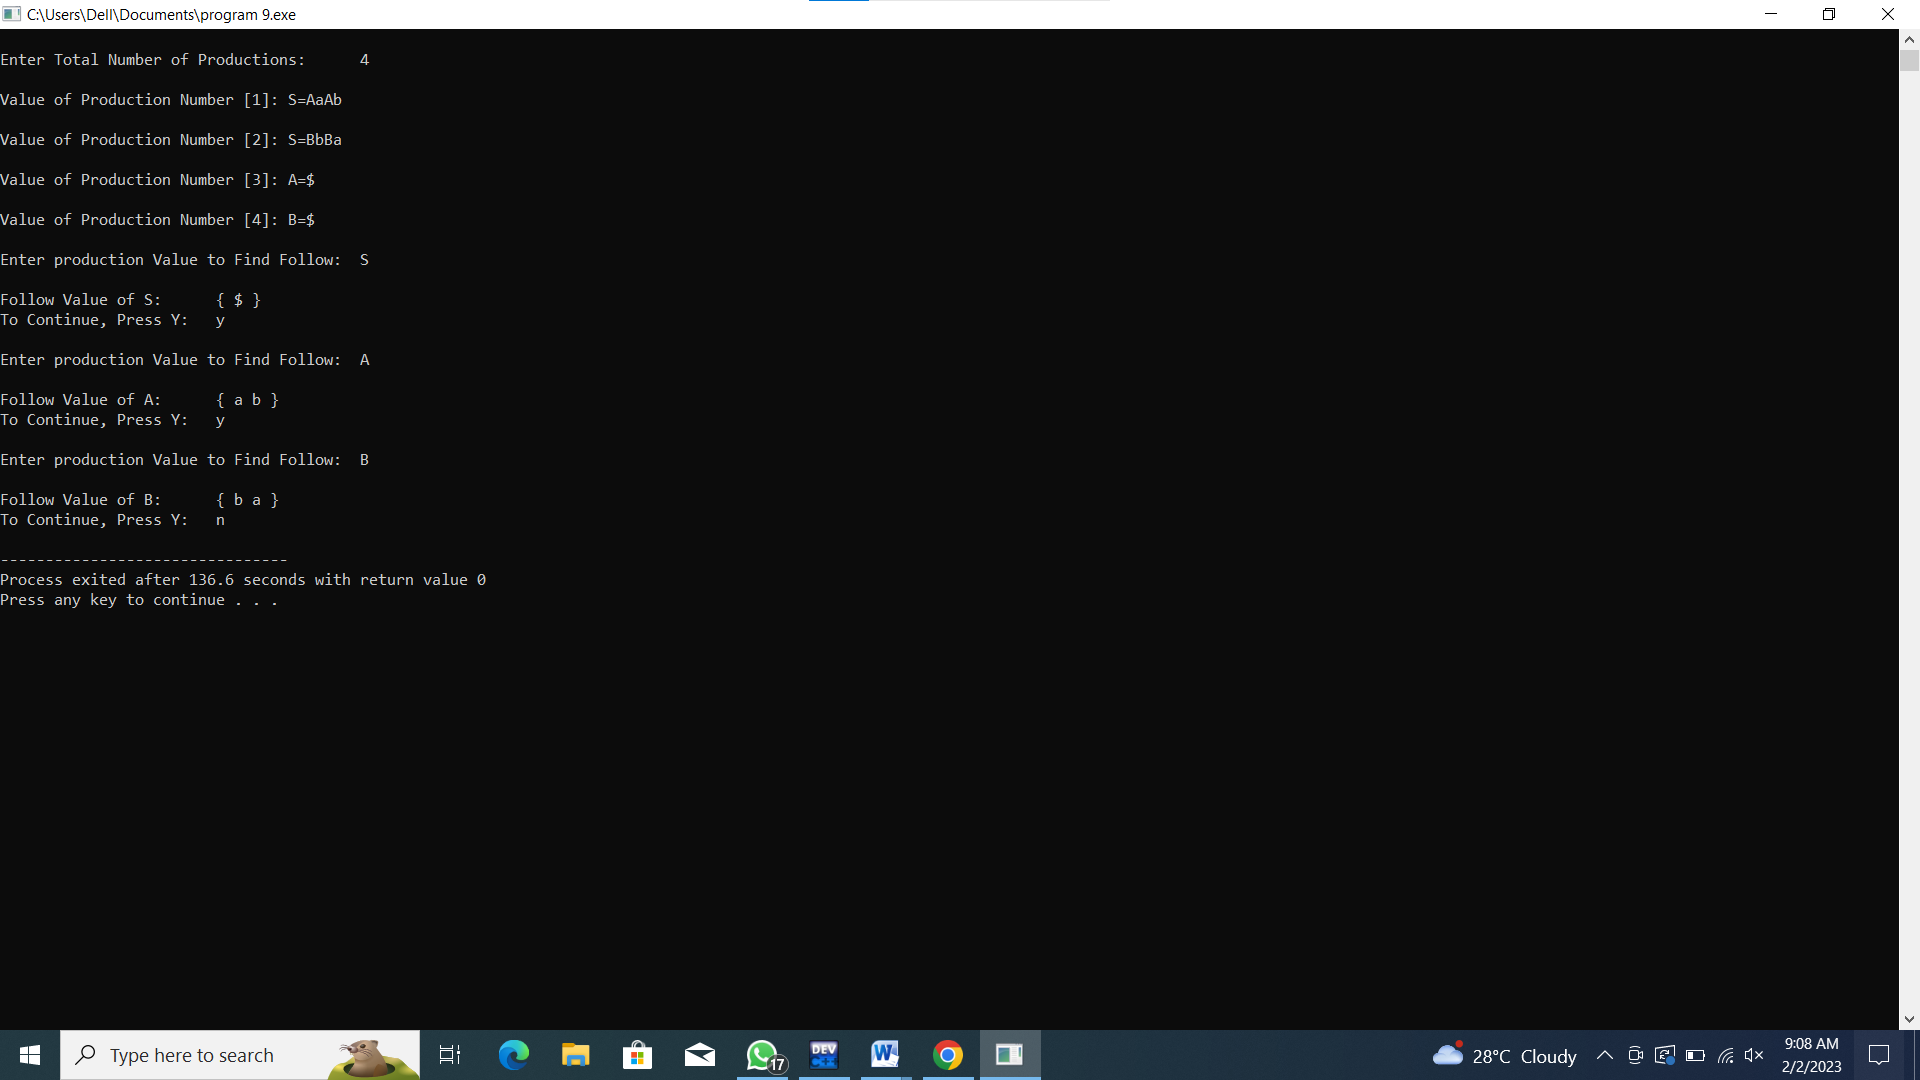 C:\Users\Dell\Documents\program 9.exe
Enter Total Number of Productions:      4
Value of Production Number [1]: S=AaAb
Value of Production Number [2]: S=BbBa
Value of Production Number [3]: A=$
Value of Production Number [4]: B=$
Enter production Value to Find Follow:  S
Follow Value of S:      { $ }
To Continue, Press Y:   y
Enter production Value to Find Follow:  A
Follow Value of A:      { a b }
To Continue, Press Y:   y
Enter production Value to Find Follow:  B
Follow Value of B:      { b a }
To Continue, Press Y:   n
--------------------------------
Process exited after 136.6 seconds with return value 0
Press any key to continue . . .
Type here to search
17
DEV
C++
W
28°C Cloudy
9:08 AM
2/2/2023